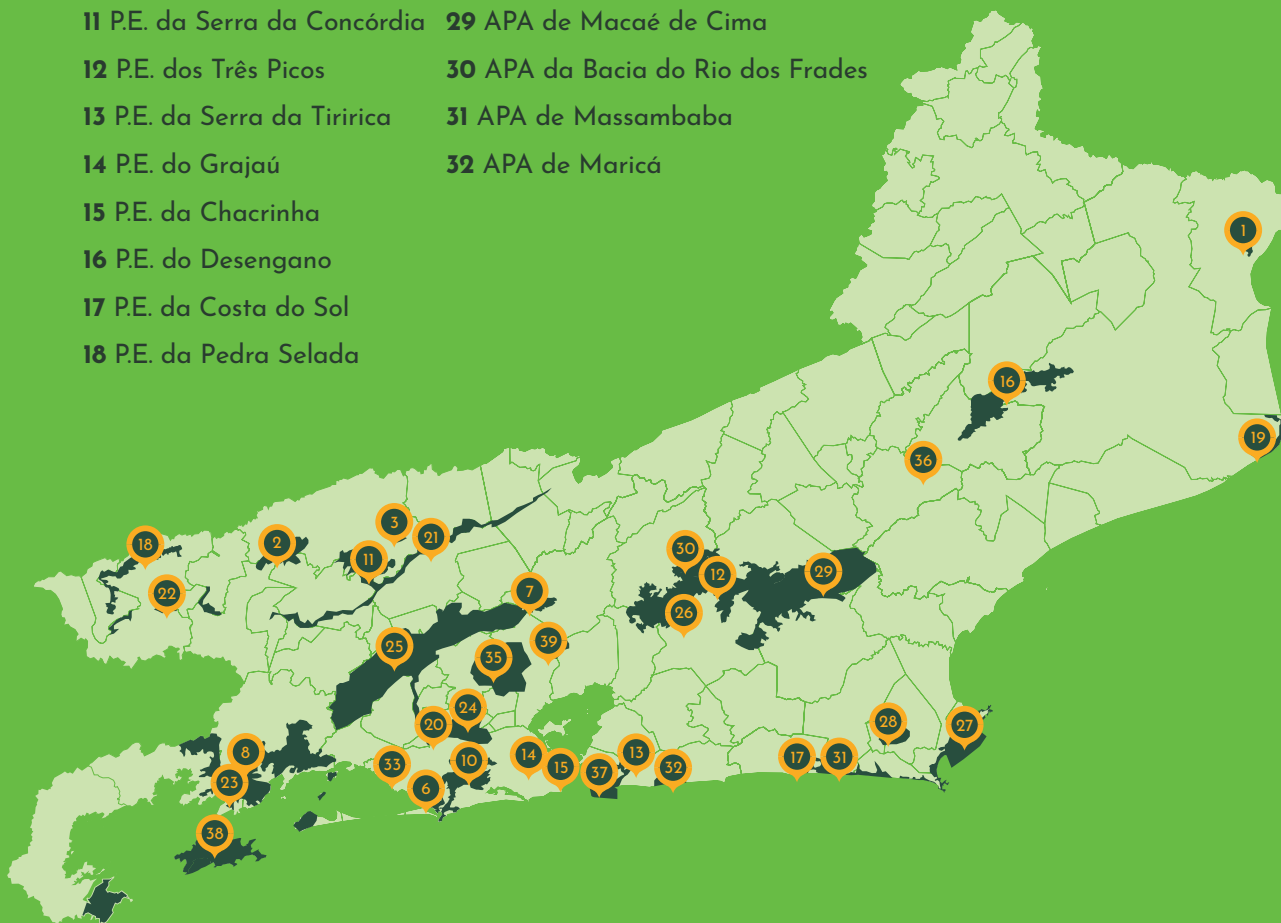 11 P.E. da Serra da Concórdia
12 P.E. dos Três Picos
13 P.E. da Serra da Tiririca
14 P.E. do Grajaú
15 P.E. da Chacrinha
16 P.E. do Desengano
17 P.E. da Costa do Sol
18 P.E. da Pedra Selada
29 APA de Macaé de Cima
30 APA da Bacia do Rio dos Frades
31 APA de Massambaba
32 APA de Maricá
1
16
19
36
3
21
18
2
11
22
30
12
29
26
7
25
39
35
24
20
28
27
8
33
10
14
15
13
37
32
17
31
23
6
38